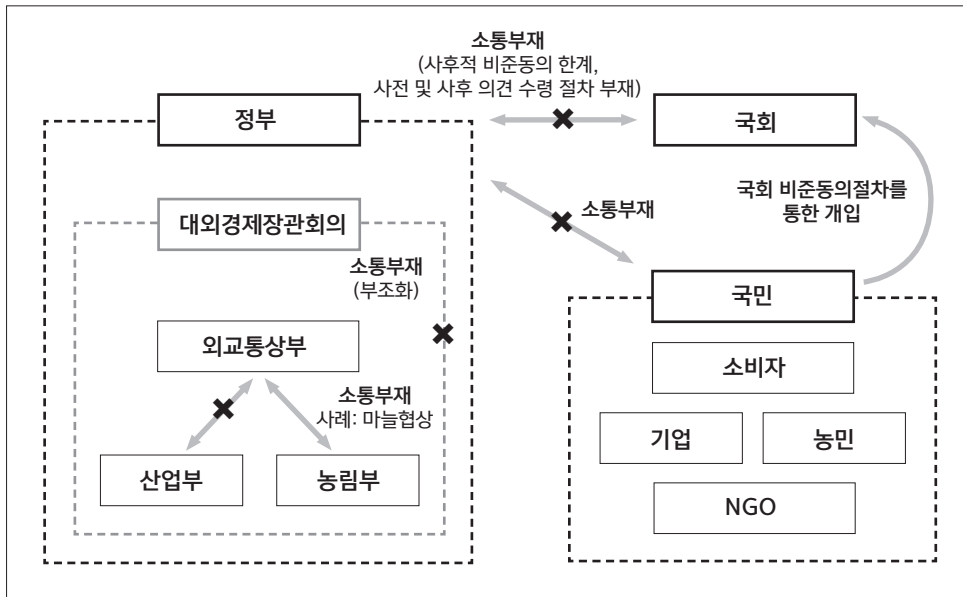 소통부재
(사후적 비준동의 한계,
사전 및 사후 의견 수령 절차 부재)
정부
국회
국회 비준동의절차를
통한 개입
소통부재
대외경제장관회의
소통부재
(부조화)
국민
외교통상부
소비자
소통부재
사례: 마늘협상
기업
농민
산업부
농림부
NGO